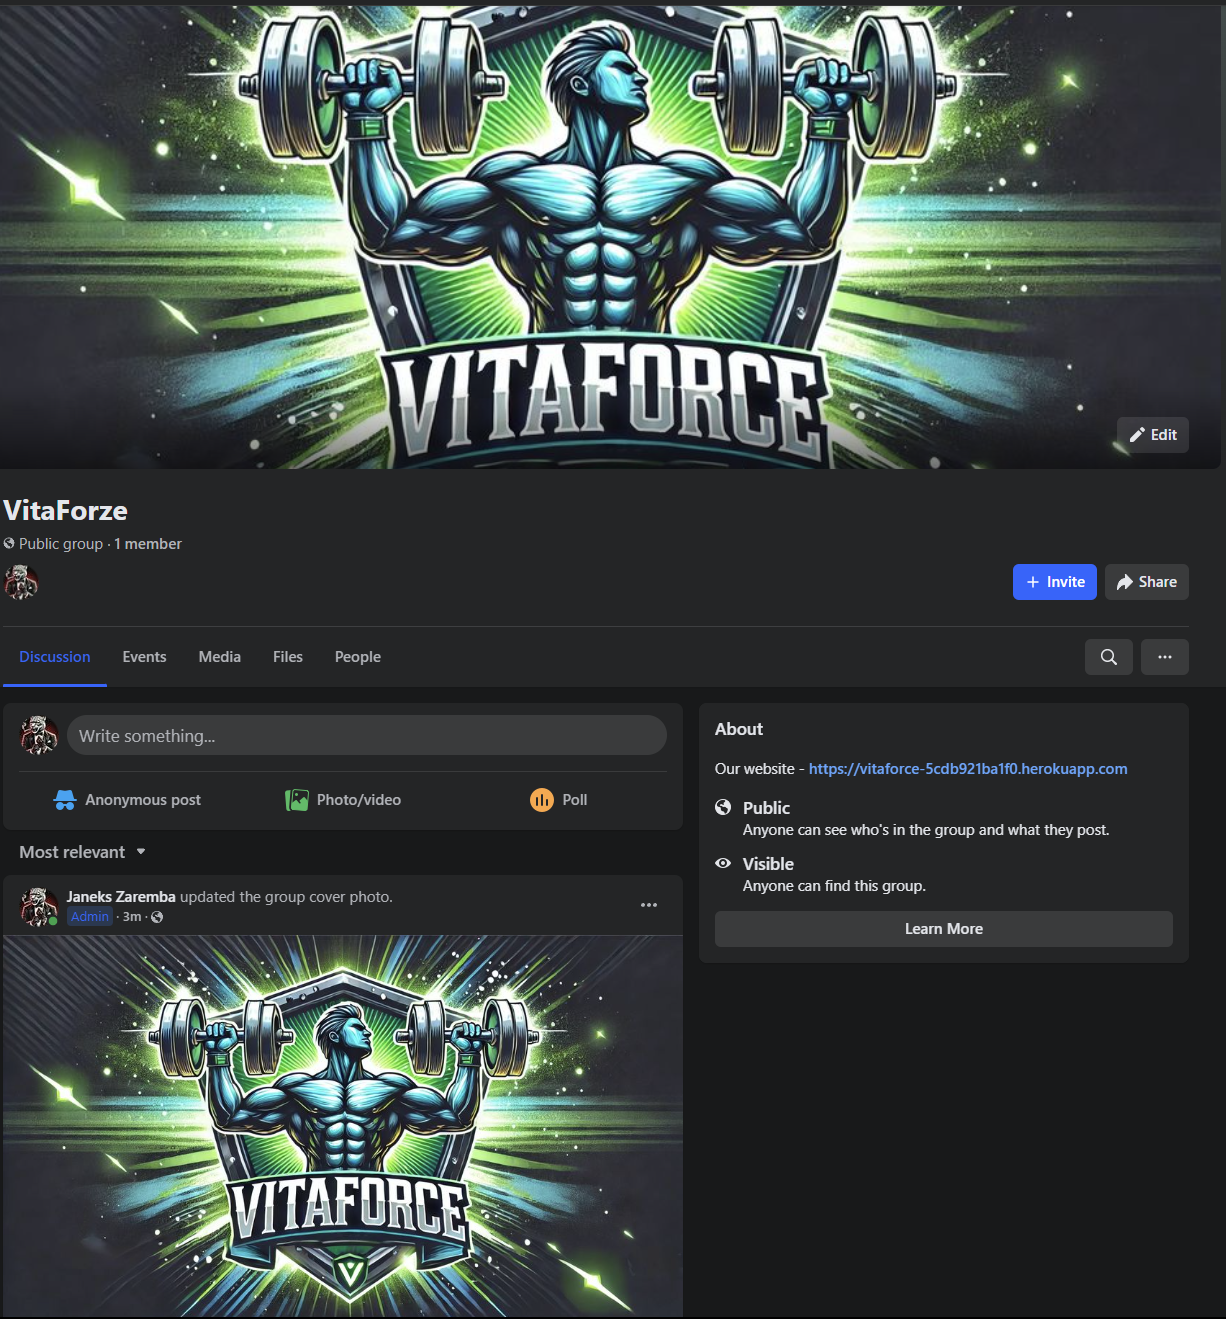 VITAFORCE
Edit
VitaForze
Public group · 1 member
Invite
Share
Discussion
Events
Media
Files
People
Write something...
Anonymous post
Photo/video
Poll
Most relevant
Janeks Zaremba updated the group cover photo.
Admin · 3m ·
VITAFORCE
V
About
Our website - https://vitaforce-5cdb921ba1f0.herokuapp.com
Public
Anyone can see who's in the group and what they post.
Visible
Anyone can find this group.
Learn More